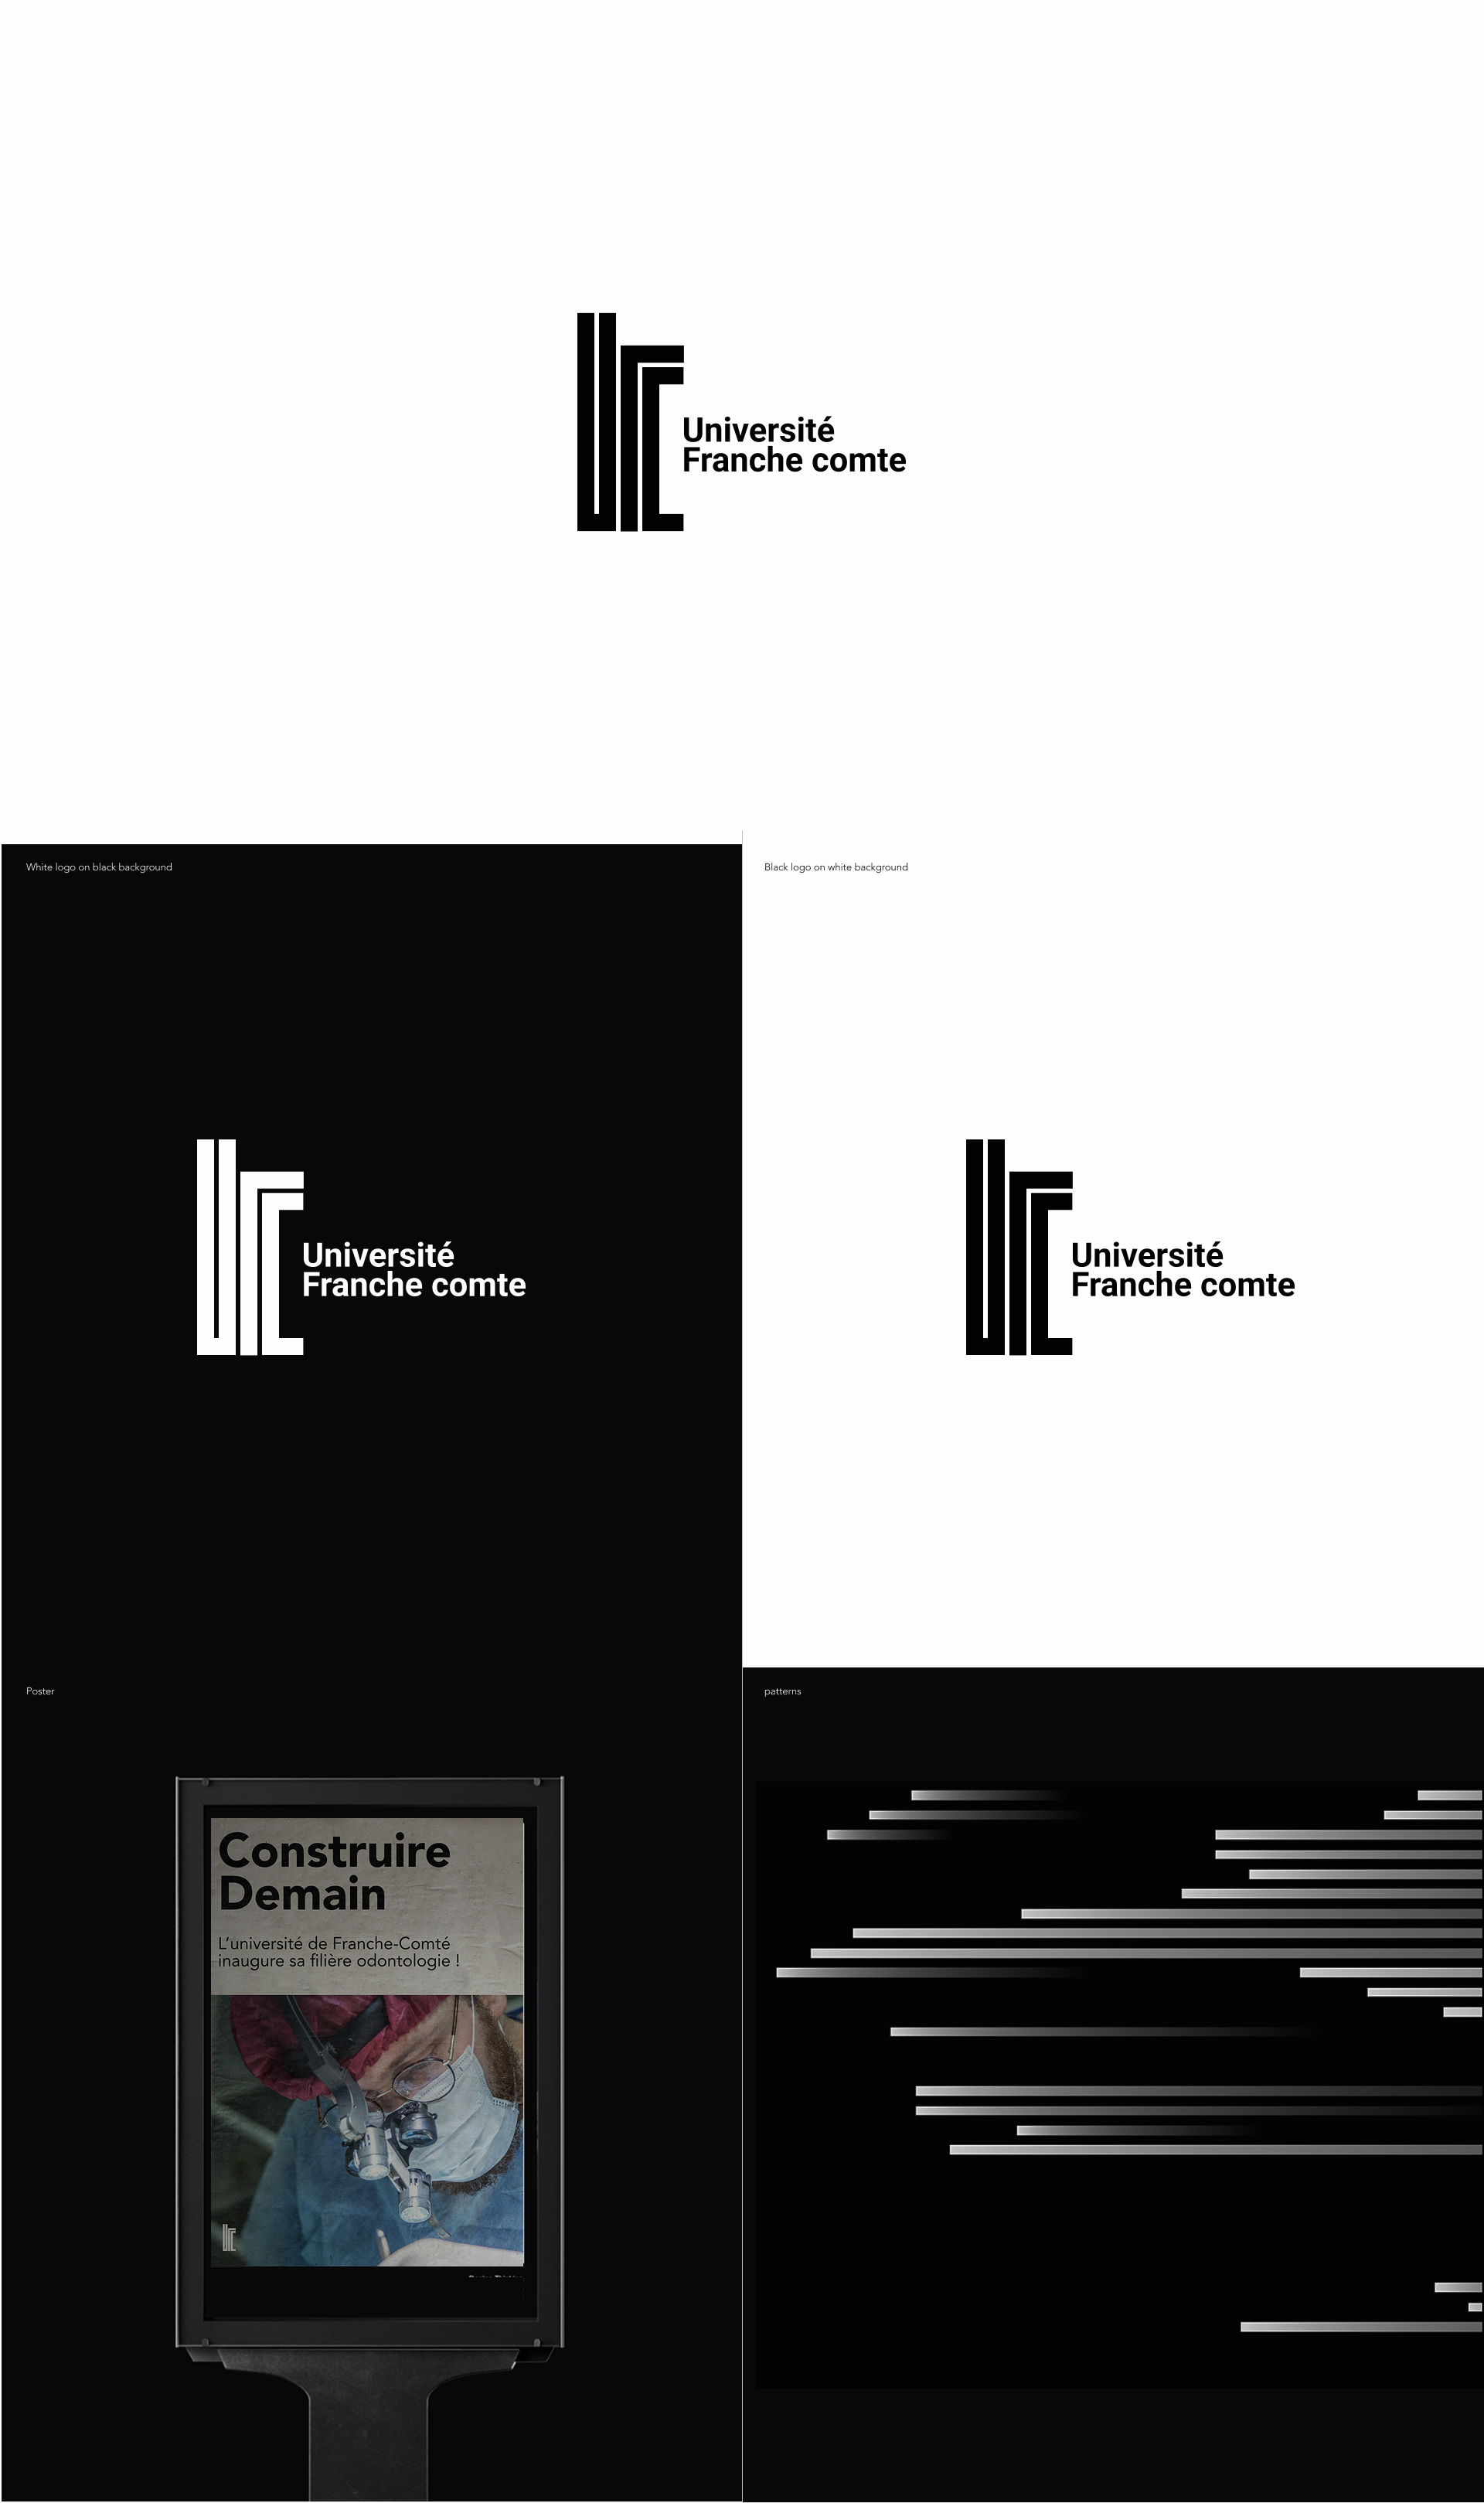 Université
Franche comte
White logo on black background
Black logo on white background
Université
Franche comte
Université
Franche comte
Poster
patterns
Construire
Demain
L'université de Franche-Comté
inaugure sa filière odontologie !